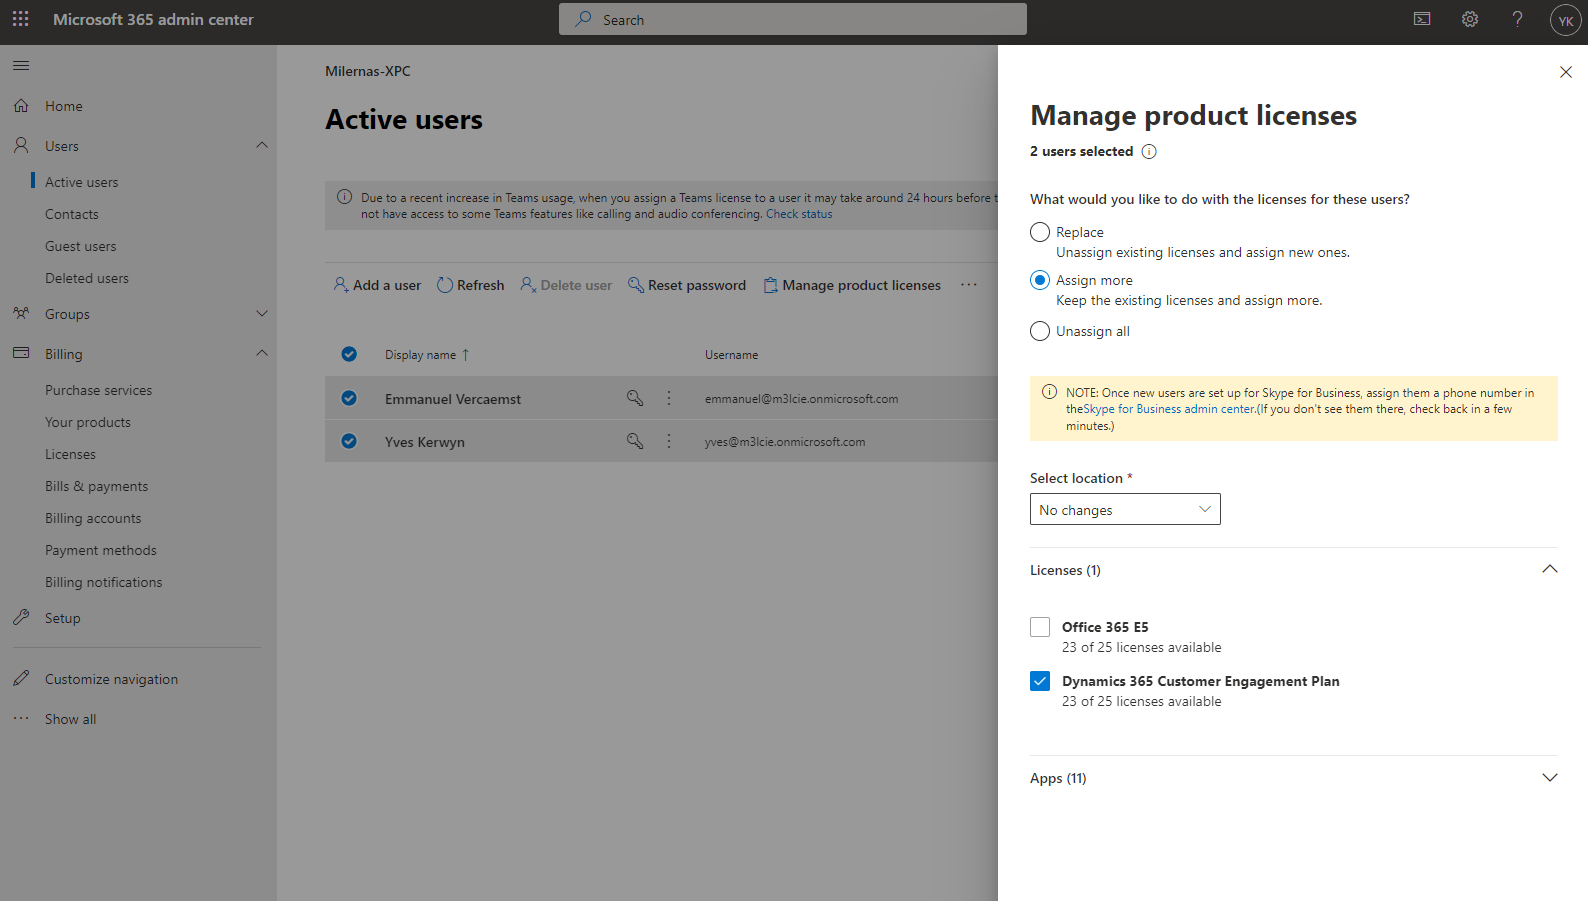 Microsoft 365 admin center
Search
YK
Home
Users
Active users
Contacts
Guest users
Deleted users
Groups
Billing
Purchase services
Your products
Licenses
Bills & payments
Billing accounts
Payment methods
Billing notifications
Setup
Customize navigation
Show all
Milernas-XPC
Active users
Due to a recent increase in Teams usage, when you assign a Teams license to a user it may take around 24 hours before t
not have access to some Teams features like calling and audio conferencing. Check status
Add a user Refresh Delete user Reset password Manage product licenses
Display name ↑ Username
Emmanuel Vercaemst emmanuel@m3lcie.onmicrosoft.com
Yves Kerwyn yves@m3lcie.onmicrosoft.com
Manage product licenses
2 users selected
What would you like to do with the licenses for these users?
Replace
Unassign existing licenses and assign new ones.
Assign more
Keep the existing licenses and assign more.
Unassign all
NOTE: Once new users are set up for Skype for Business, assign them a phone number in
theSkype for Business admin center.(If you don't see them there, check back in a few
minutes.)
Select location *
No changes
Licenses (1)
Office 365 E5
23 of 25 licenses available
Dynamics 365 Customer Engagement Plan
23 of 25 licenses available
Apps (11)